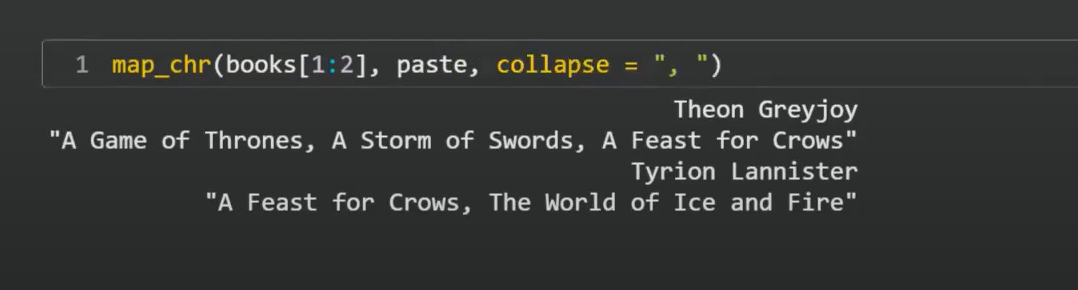 1 map_chr(books[1:2], paste, collapse = ", ")
Theon Greyjoy
"A Game of Thrones, A Storm of Swords, A Feast for Crows"
Tyrion Lannister
"A Feast for Crows, The World of Ice and Fire"